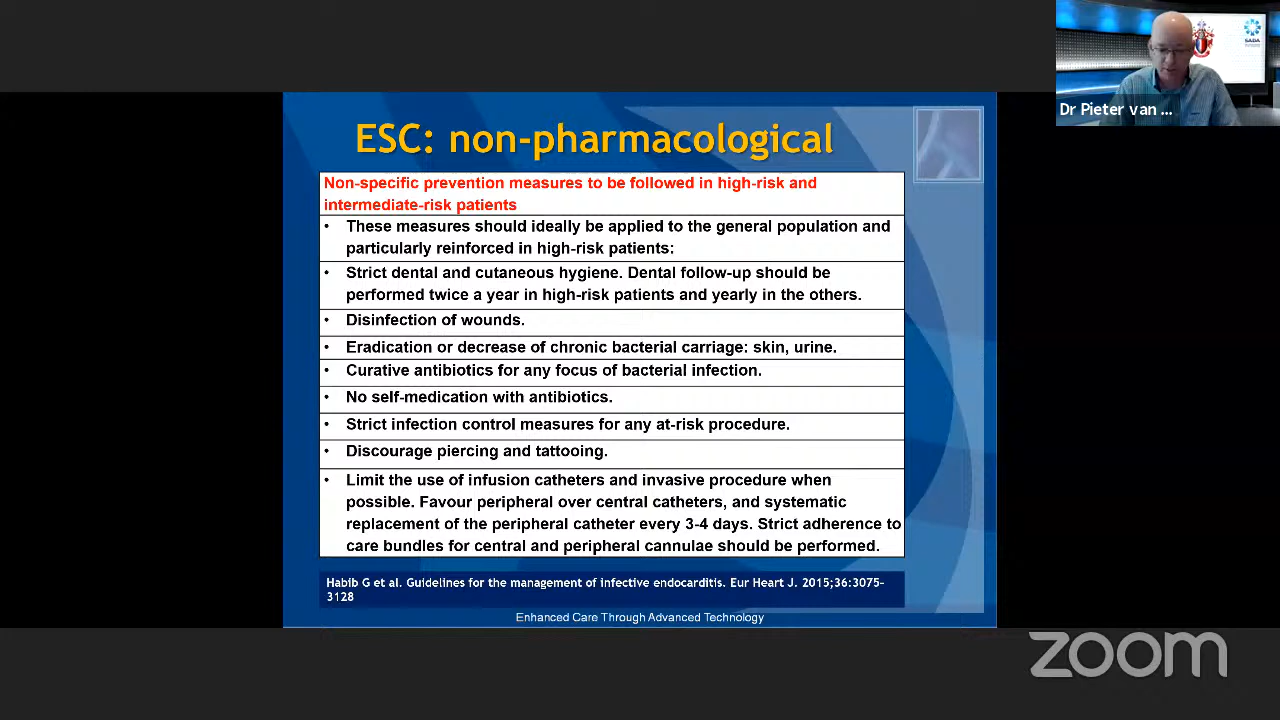 SADA
Dr Pieter van ...
ESC: non-pharmacological
Non-specific prevention measures to be followed in high-risk and
intermediate-risk patients
• These measures should ideally be applied to the general population and
particularly reinforced in high-risk patients:
• Strict dental and cutaneous hygiene. Dental follow-up should be
performed twice a year in high-risk patients and yearly in the others.
• Disinfection of wounds.
• Eradication or decrease of chronic bacterial carriage: skin, urine.
• Curative antibiotics for any focus of bacterial infection.
• No self-medication with antibiotics.
• Strict infection control measures for any at-risk procedure.
• Discourage piercing and tattooing.
• Limit the use of infusion catheters and invasive procedure when
possible. Favour peripheral over central catheters, and systematic
replacement of the peripheral catheter every 3-4 days. Strict adherence to
care bundles for central and peripheral cannulae should be performed.
Habib G et al. Guidelines for the management of infective endocarditis. Eur Heart J. 2015;36:3075-
3128
Enhanced Care Through Advanced Technology
zoom